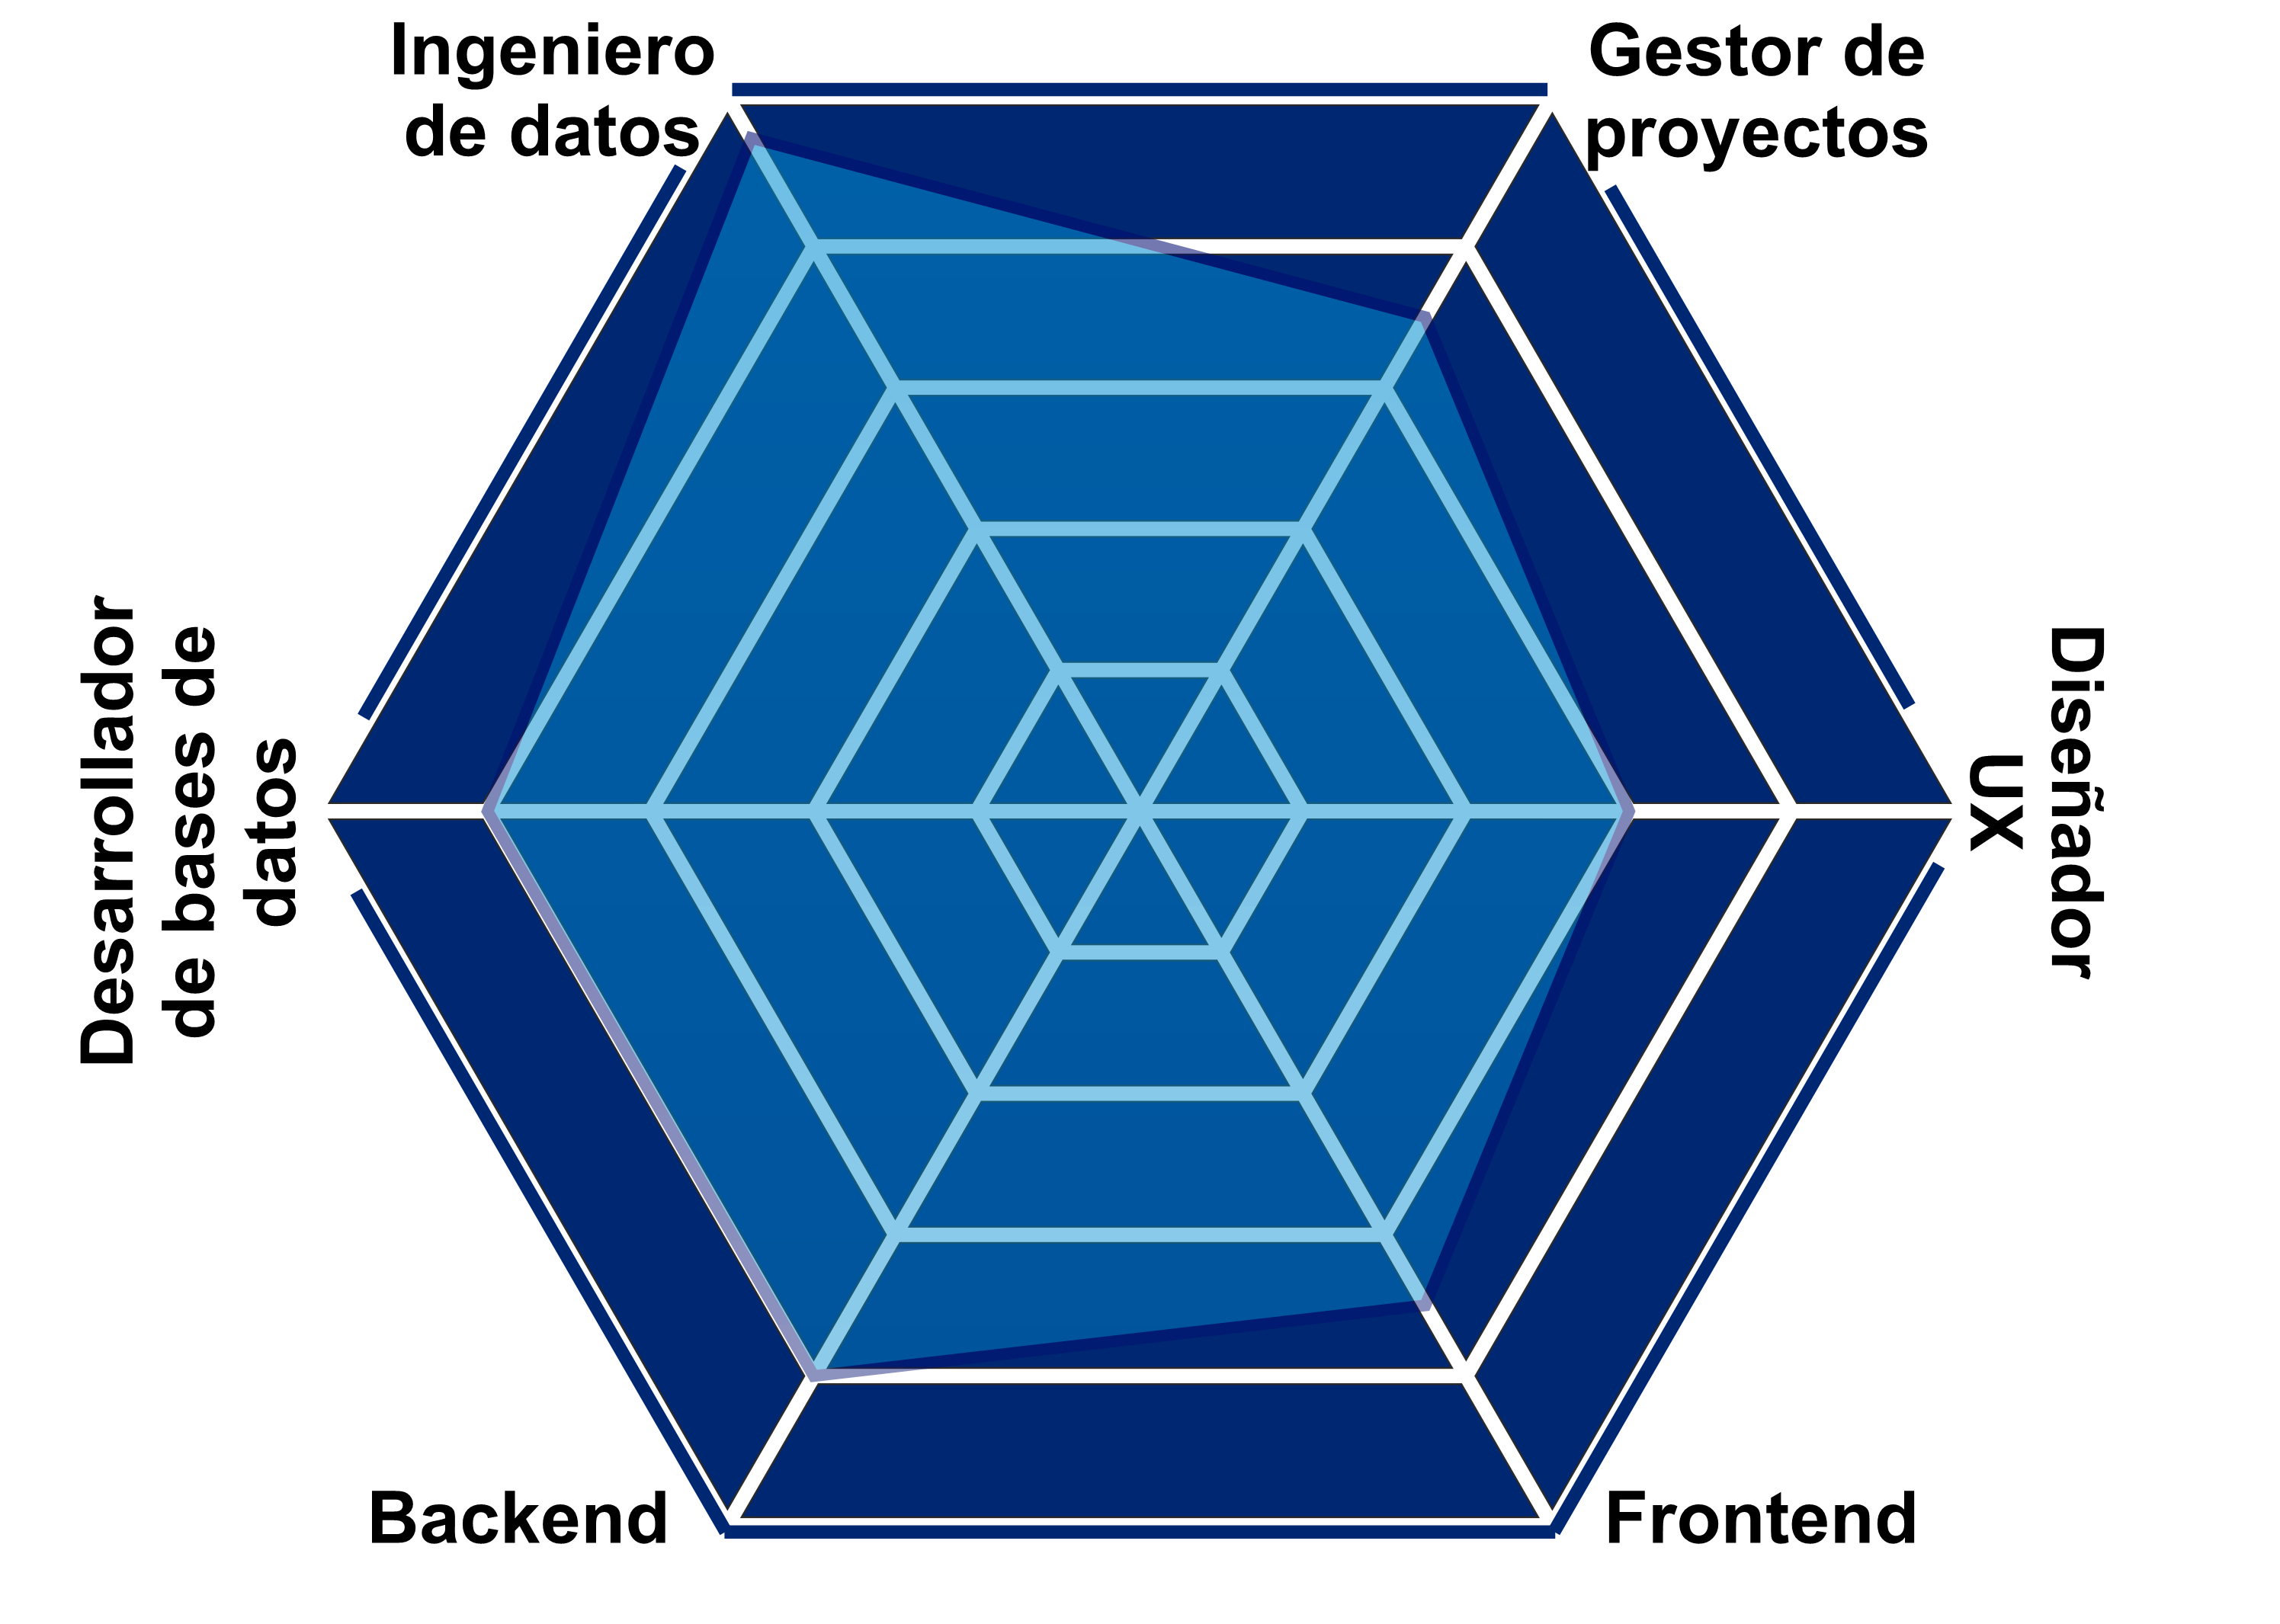 Ingeniero
de datos
Gestor de
proyectos
Desarrollador
de bases de
datos
Diseñador
UX
Backend
Frontend